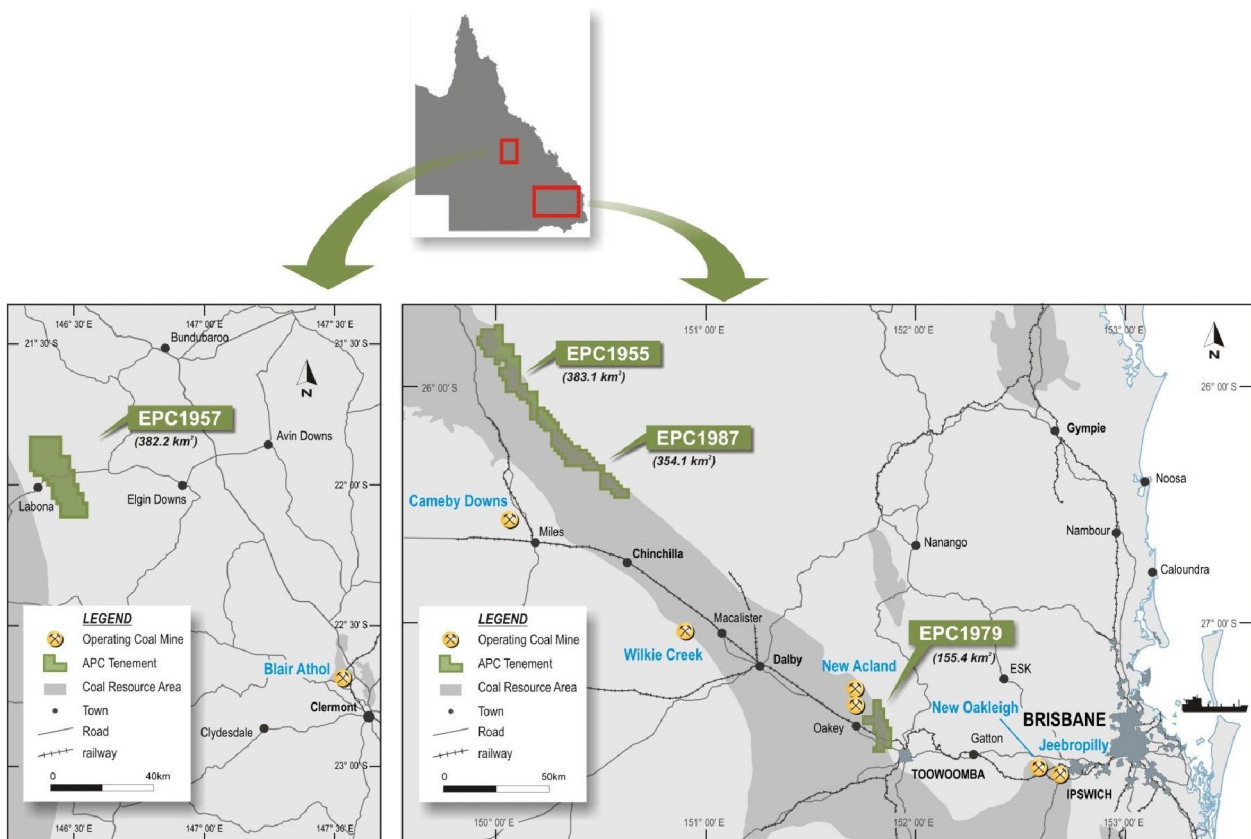 146° 30' E
147° 00' E
147° 30' E
21° 30' S
21° 30' S
Bundubaroo
N
EPC1957
(382.2 km²)
Avin Downs
Labona
Elgin Downs
22° 00' S
LEGEND
Operating Coal Mine
APC Tenement
Coal Resource Area
Town
Road
railway
0
40km
Blair Athol
Clermont
Clydesdale
23° 00' S
146° 30' E
147° 00' E
147° 30' E
151° 00' E
152° 00' E
153° 00' E
26° 00' S
26° 00' S
N
EPC1955
(383.1 km²)
EPC1987
(354.1 km²)
Gympie
Noosa
Cameby Downs
Miles
Chinchilla
Nanango
Nambour
Caloundra
Macalister
27° 00' S
EPC1979
(155.4 km²)
Wilkie Creek
Dalby
New Acland
ESK
New Oakleigh
BRISBANE
Oakey
Gatton
Jeebropilly
TOOWOOMBA
IPSWICH
LEGEND
Operating Coal Mine
APC Tenement
Coal Resource Area
Town
Road
railway
0
50km
150° 00' E
151° 00' E
152° 00' E
153° 00' E